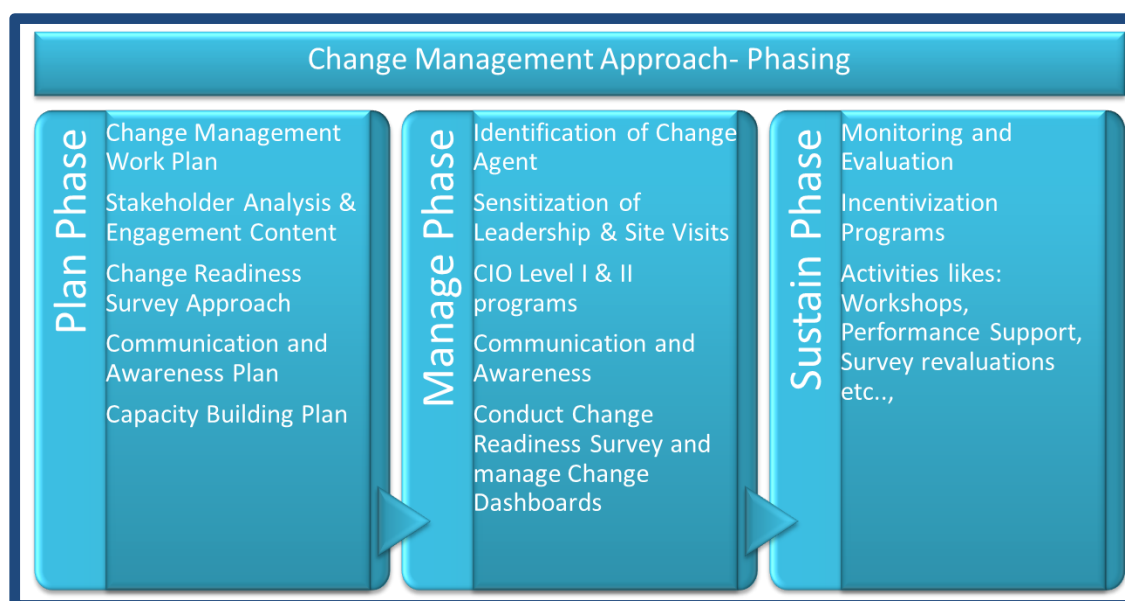 Change Management Approach- Phasing
Plan Phase
Change Management
Work Plan
Stakeholder Analysis &
Engagement Content
Change Readiness
Survey Approach
Communication and
Awareness Plan
Capacity Building Plan
Manage Phase
Identification of Change
Agent
Sensitization of
Leadership & Site Visits
CIO Level I & II
programs
Communication and
Awareness
Conduct Change
Readiness Survey and
manage Change
Dashboards
Sustain Phase
Monitoring and
Evaluation
Incentivization
Programs
Activities likes:
Workshops,
Performance Support,
Survey revaluations
etc..,